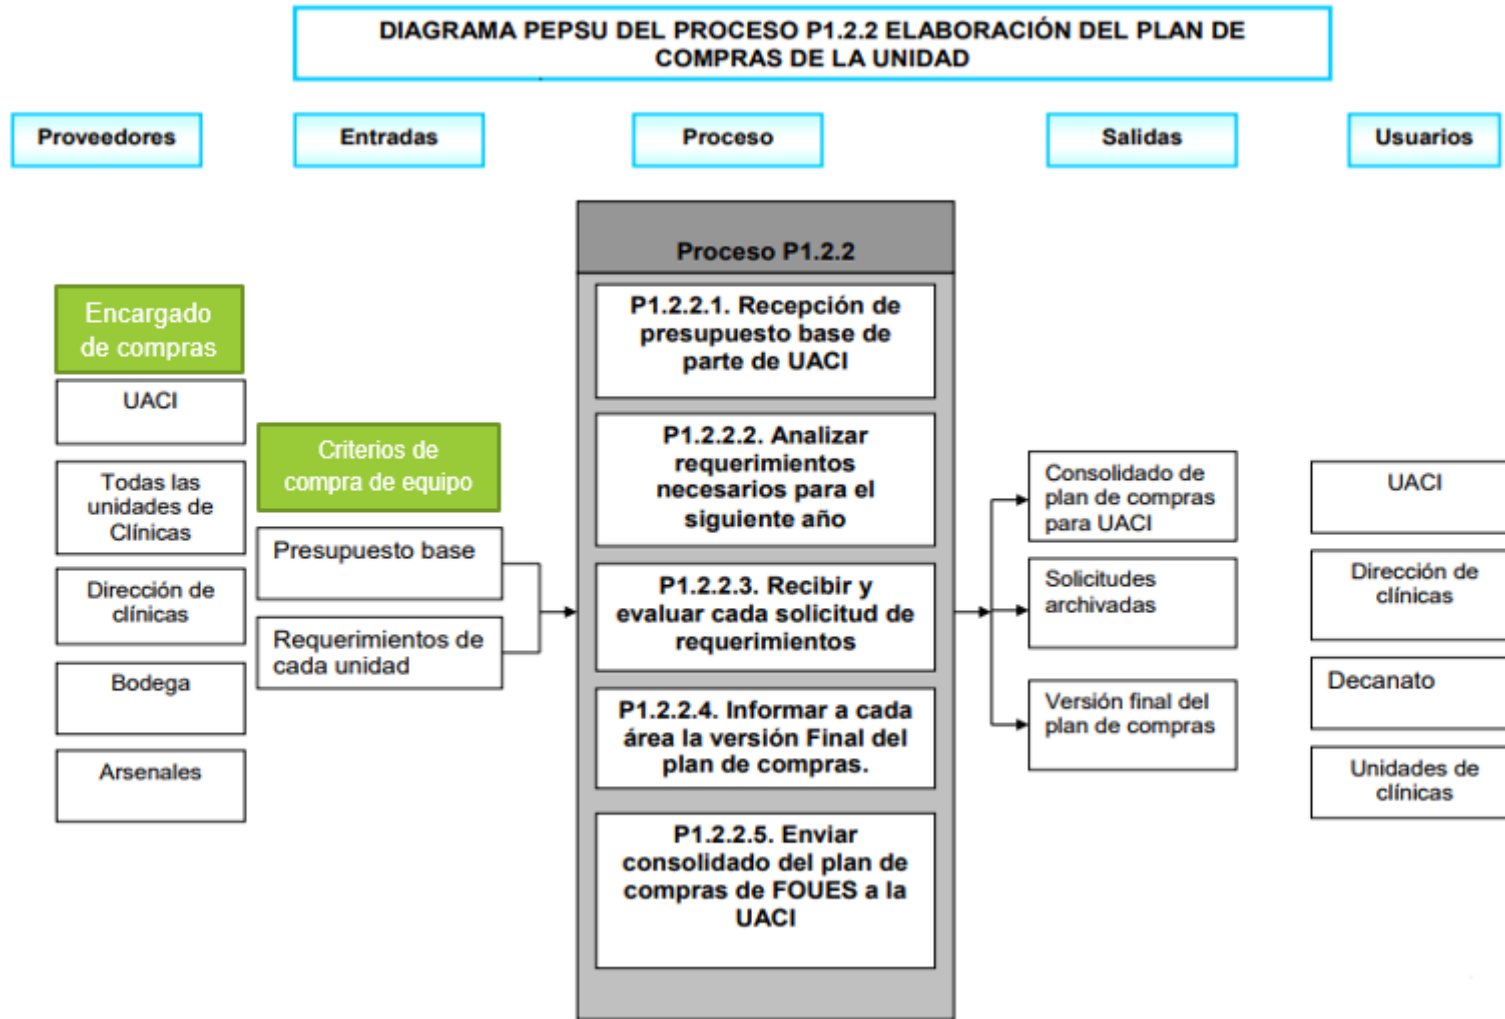 DIAGRAMA PEPSU DEL PROCESO P1.2.2 ELABORACIÓN DEL PLAN DE
COMPRAS DE LA UNIDAD
Proveedores
Entradas
Proceso
Salidas
Usuarios
Encargado
de compras
UACI
Todas las
unidades de
Clínicas
Dirección de
clínicas
Bodega
Arsenales
Criterios de
compra de equipo
Presupuesto base
Requerimientos de
cada unidad
Proceso P1.2.2
P1.2.2.1. Recepción de
presupuesto base de
parte de UACI
P1.2.2.2. Analizar
requerimientos
necesarios para el
siguiente año
P1.2.2.3. Recibir y
evaluar cada solicitud de
requerimientos
P1.2.2.4. Informar a cada
área la versión Final del
plan de compras.
P1.2.2.5. Enviar
consolidado del plan de
compras de FOUES a la
UACI
Consolidado de
plan de compras
para UACI
Solicitudes
archivadas
Versión final del
plan de compras
UACI
Dirección de
clínicas
Decanato
Unidades de
clínicas